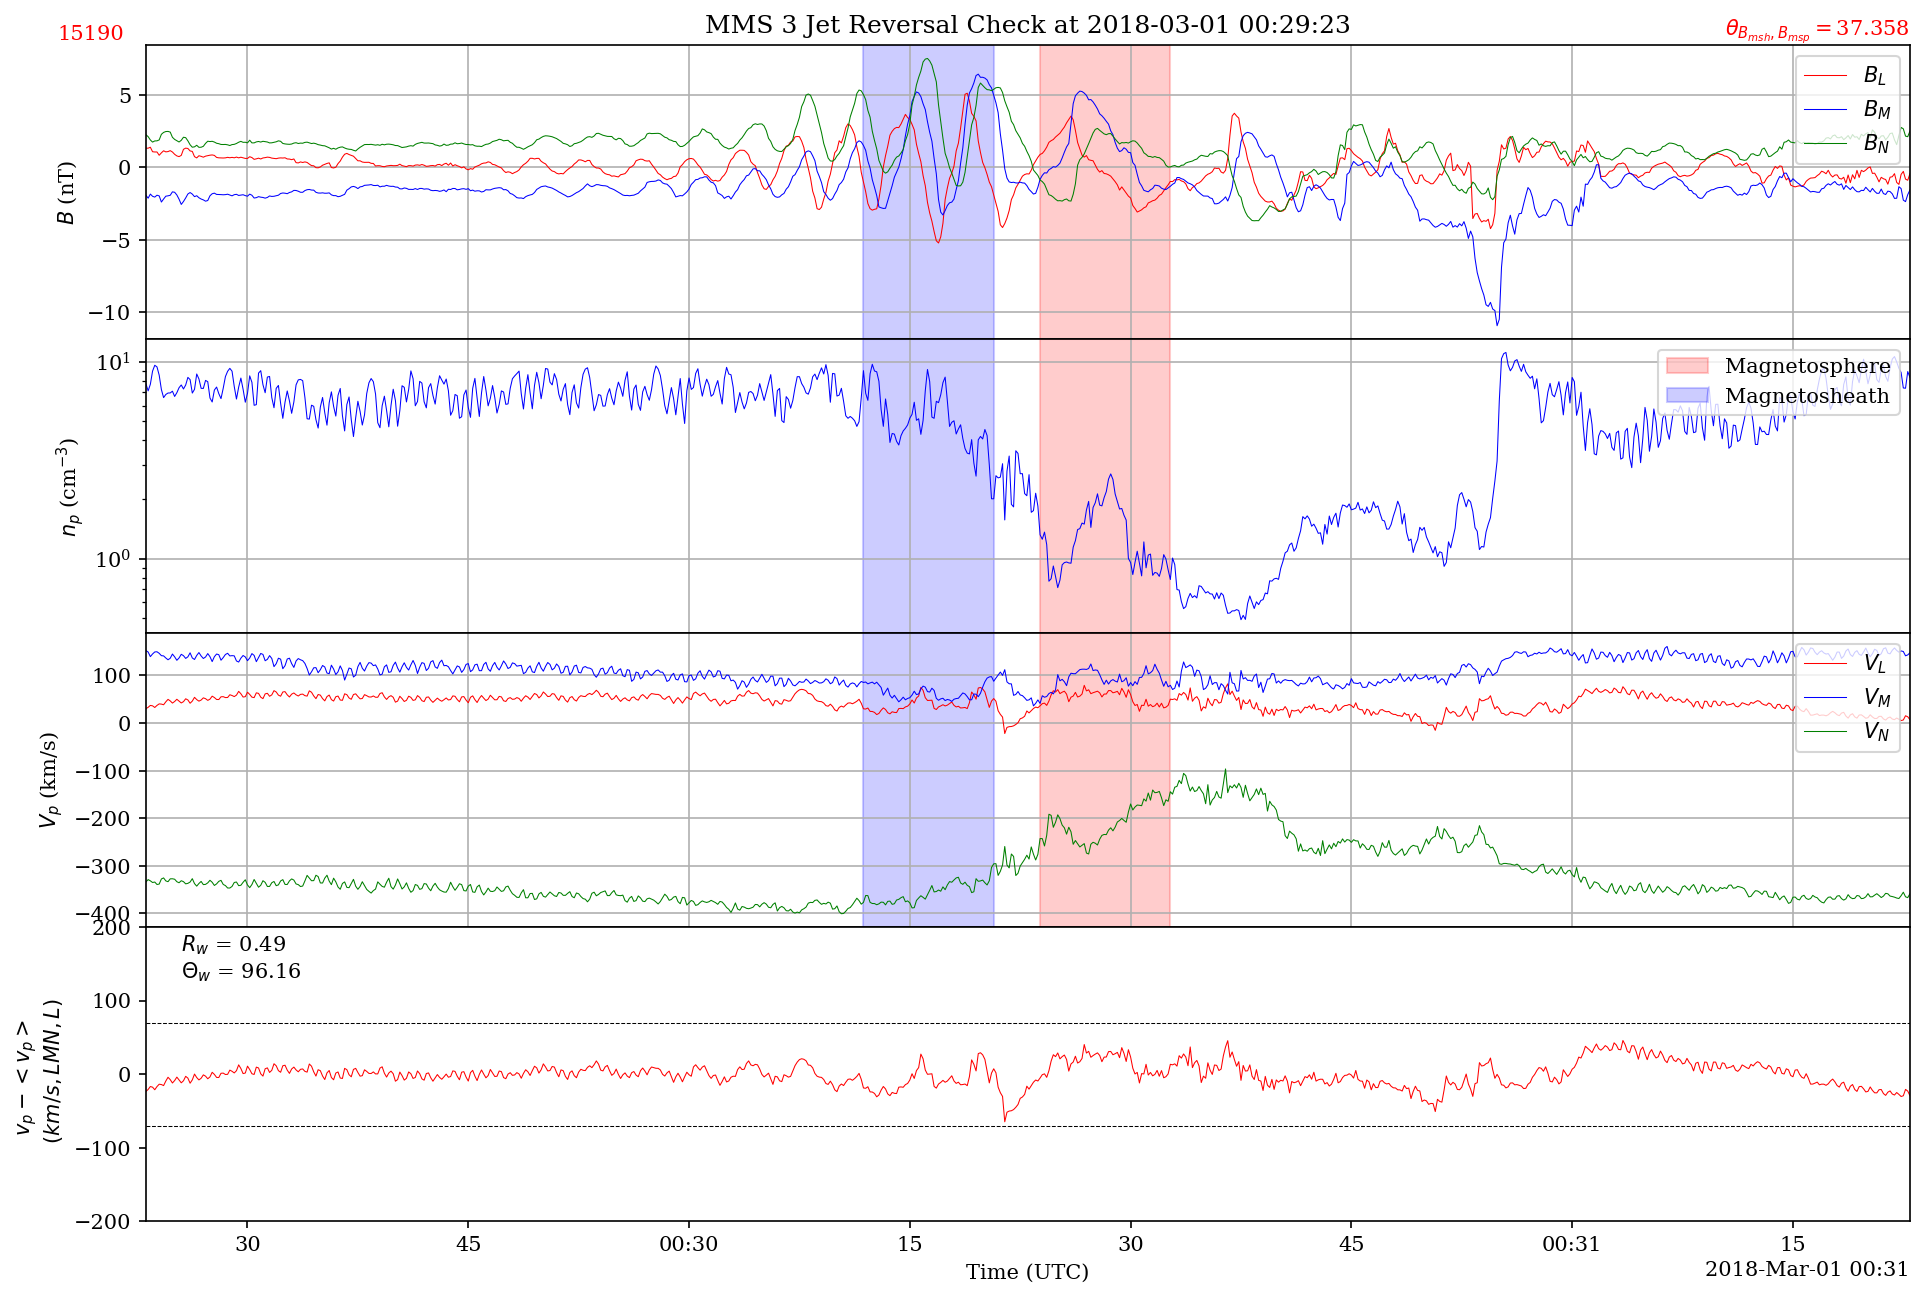 MMS 3 Jet Reversal Check at 2018-03-01 00:29:23
15190
θ_{B_{msh}, B_{msp}} = 37.358
B (nT)
5
0
−5
−10
B_L
B_M
B_N
n_p (cm^{−3})
10^1
10^0
Magnetosphere
Magnetosheath
V_p (km/s)
100
0
−100
−200
−300
−400
V_L
V_M
V_N
v_p − < v_p >
(km/s, LMN, L)
200
100
0
−100
−200
R_w = 0.49
Θ_w = 96.16
30 45 00:30 15 30 45 00:31 15
Time (UTC)
2018-Mar-01 00:31